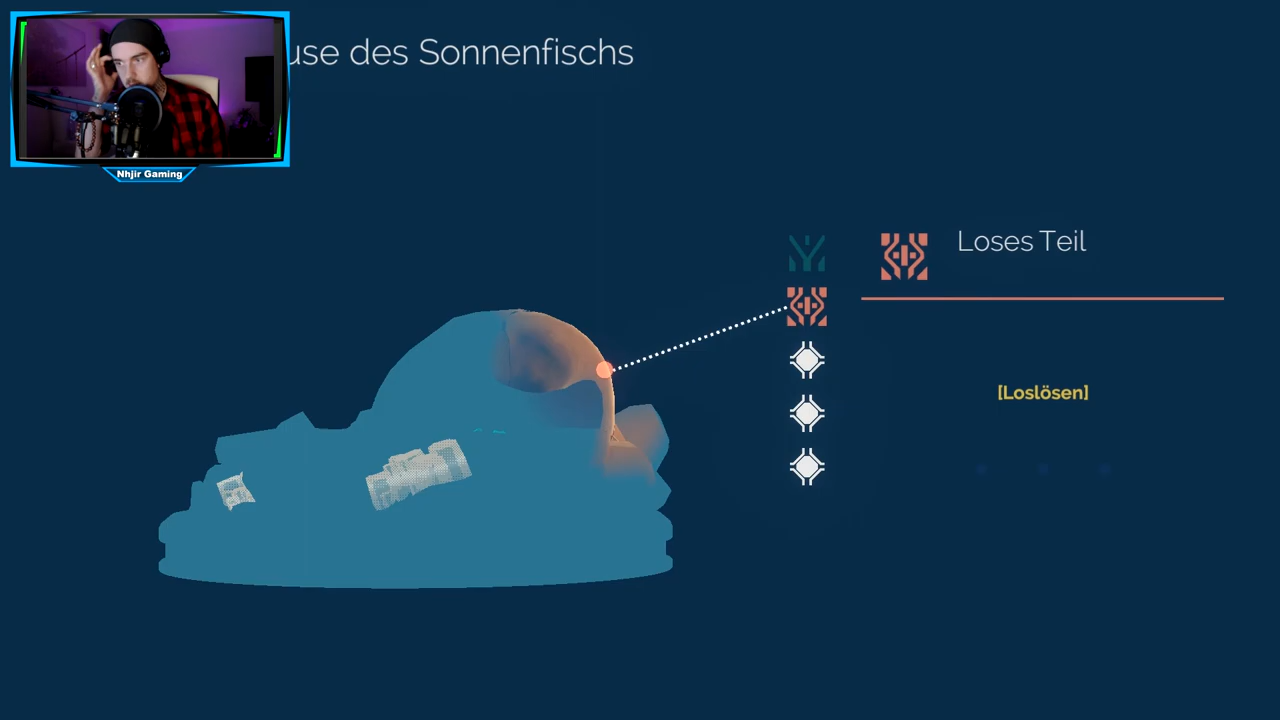 use des Sonnenfischs
Nhjir Gaming
Loses Teil
[Loslösen]